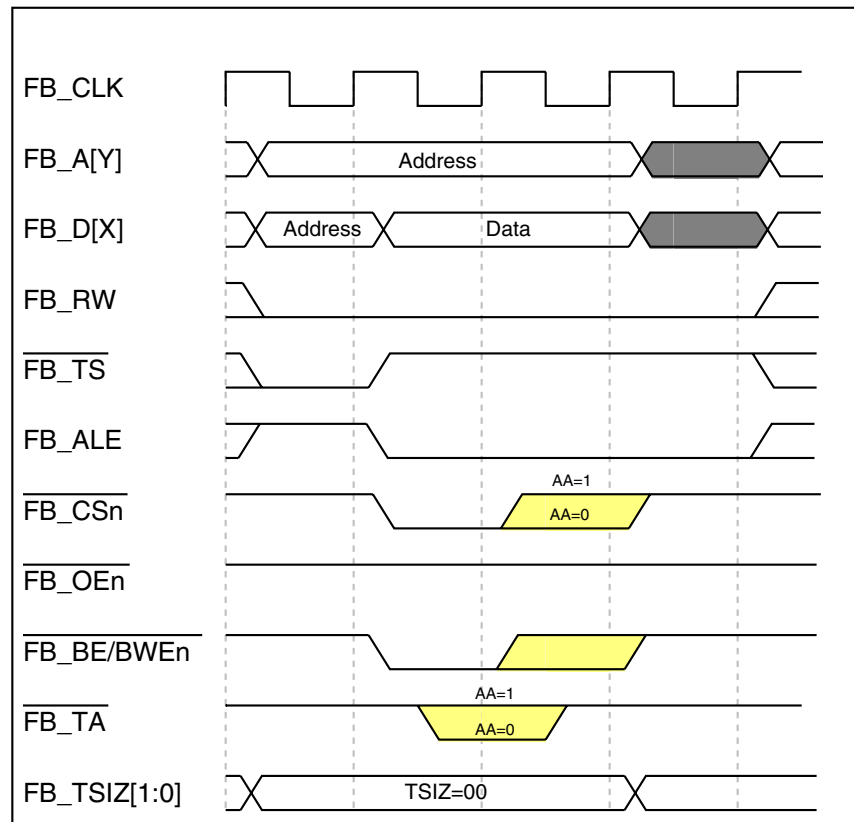 FB_CLK
FB_A[Y]
Address
FB_D[X]
Address
Data
FB_RW
FB_TS
FB_ALE
AA=1
FB_CSn
AA=0
FB_OEn
FB_BE/BWEn
AA=1
FB_TA
AA=0
FB_TSIZ[1:0]
TSIZ=00